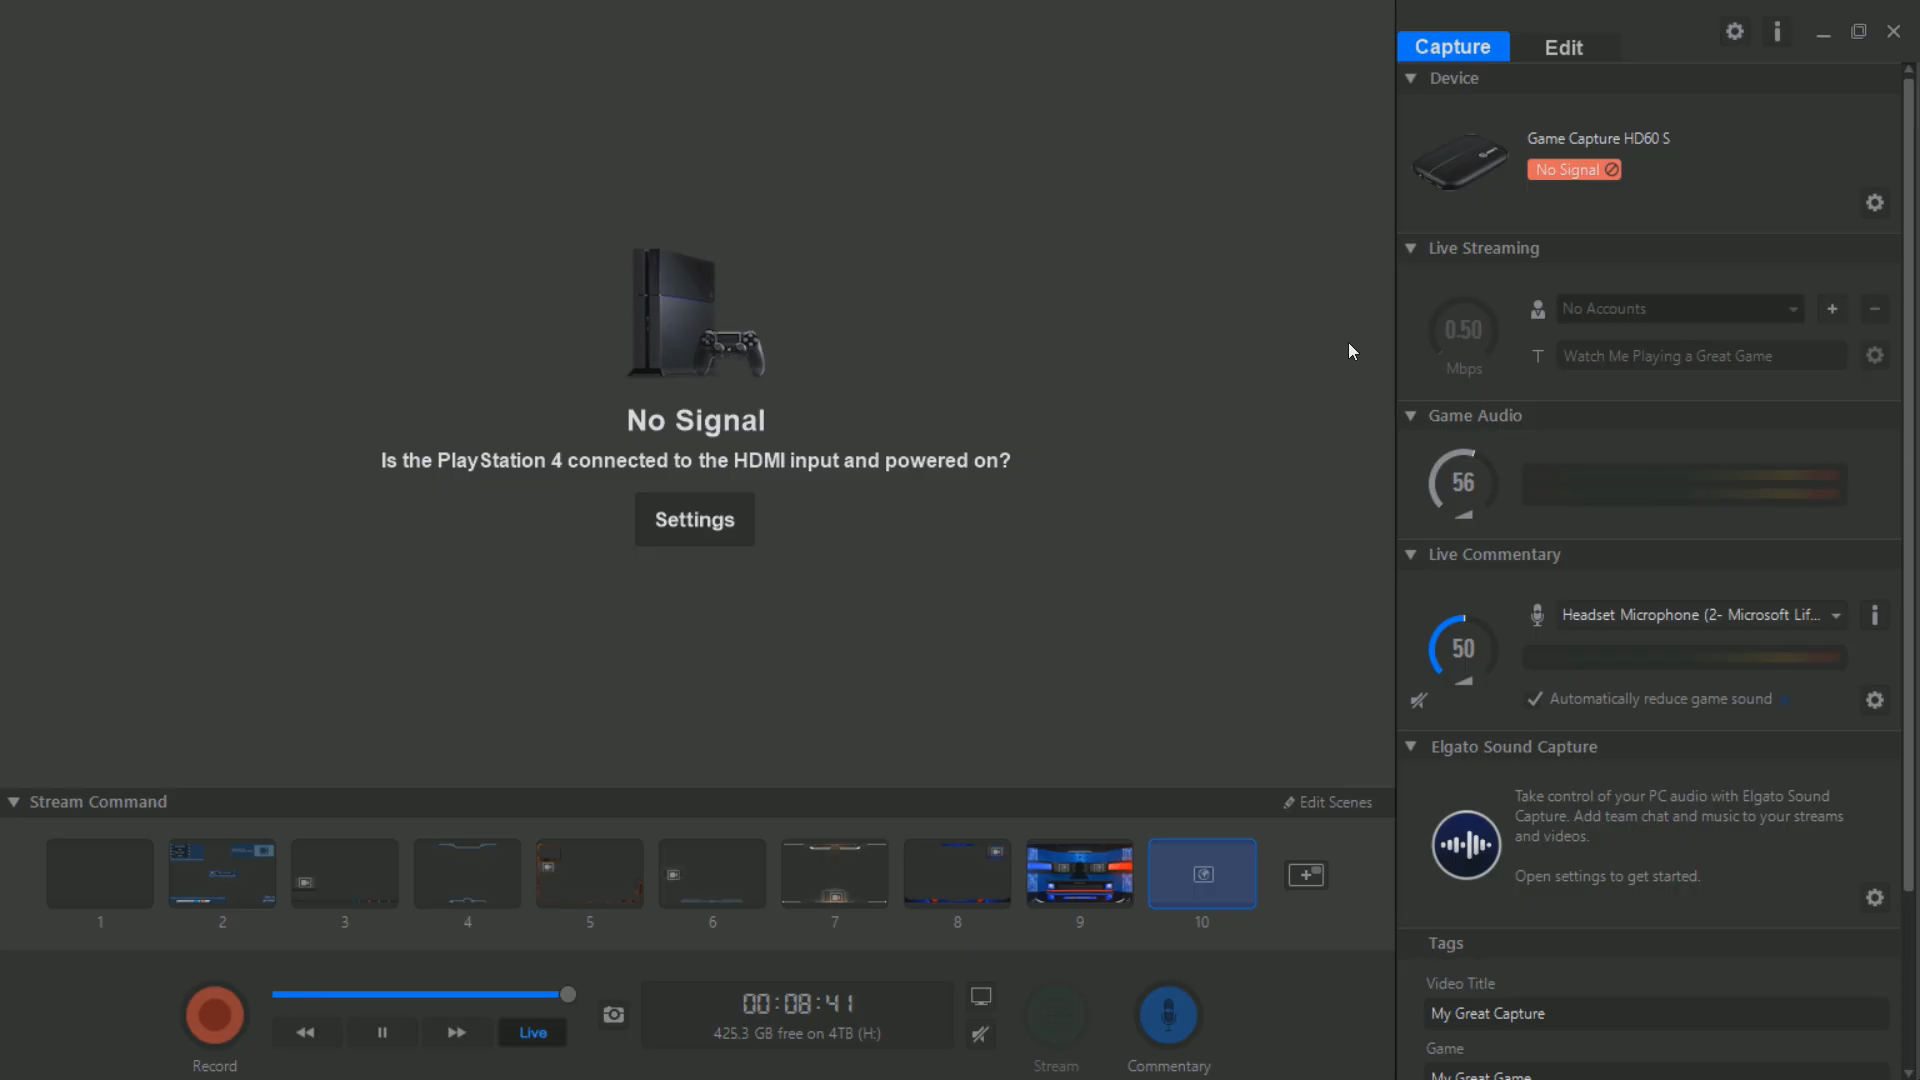 Capture
Edit
Device
Game Capture HD60 S
No Signal
Live Streaming
0.50
Mbps
No Accounts
T
Watch Me Playing a Great Game
Game Audio
56
Live Commentary
Headset Microphone (2- Microsoft Lif...
50
Automatically reduce game sound
Elgato Sound Capture
Take control of your PC audio with Elgato Sound
Capture. Add team chat and music to your streams
and videos.
Open settings to get started.
Tags
Video Title
My Great Capture
Game
My Great Game
No Signal
Is the PlayStation 4 connected to the HDMI input and powered on?
Settings
Stream Command
Edit Scenes
1
2
3
4
5
6
7
8
9
10
Record
Live
00:08:41
425.3 GB free on 4TB (H:)
Stream
Commentary